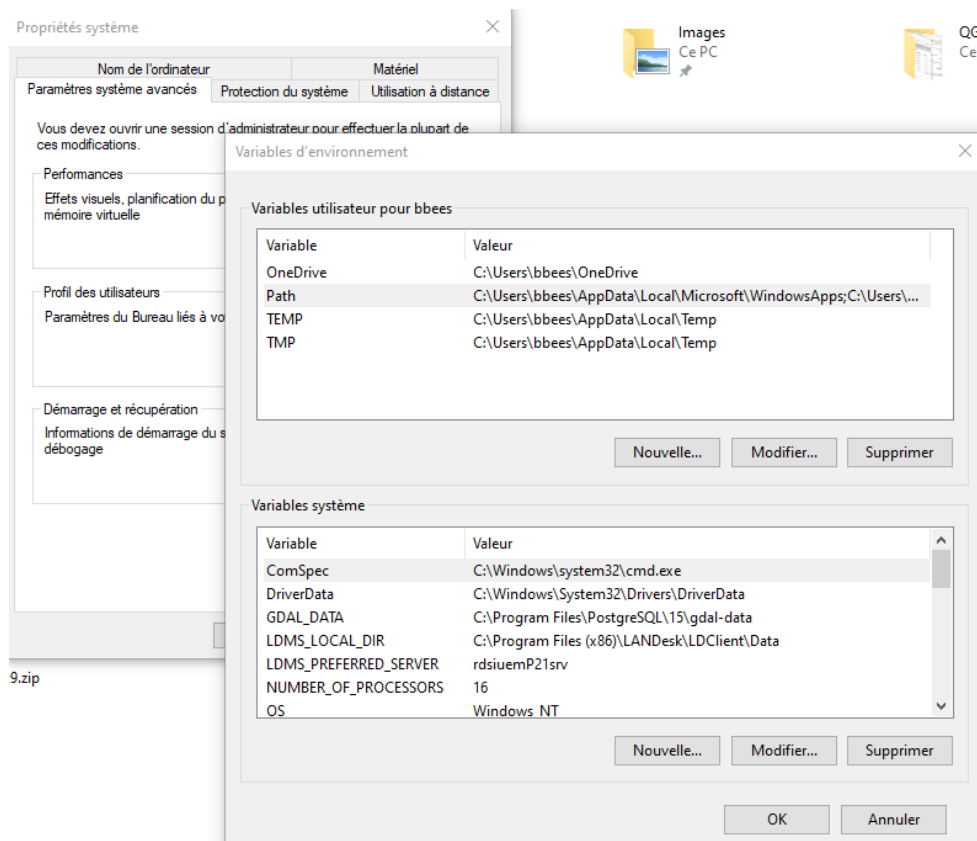 Propriétés système
Nom de l'ordinateur
Matériel
Paramètres système avancés
Protection du système
Utilisation à distance
Vous devez ouvrir une session d'administrateur pour effectuer la plupart de
ces modifications.
Performances
Effets visuels, planification du p
mémoire virtuelle
Profil des utilisateurs
Paramètres du Bureau liés à vo
Démarrage et récupération
Informations de démarrage du s
débogage
9.zip
Images
Ce PC
QG
Ce
Variables d'environnement
Variables utilisateur pour bbees
Variable Valeur
OneDrive C:\Users\bbees\OneDrive
Path C:\Users\bbees\AppData\Local\Microsoft\WindowsApps;C:\Users\...
TEMP C:\Users\bbees\AppData\Local\Temp
TMP C:\Users\bbees\AppData\Local\Temp
Nouvelle... Modifier... Supprimer
Variables système
Variable Valeur
ComSpec C:\Windows\system32\cmd.exe
DriverData C:\Windows\System32\Drivers\DriverData
GDAL_DATA C:\Program Files\PostgreSQL\15\gdal-data
LDMS_LOCAL_DIR C:\Program Files (x86)\LANDesk\LDClient\Data
LDMS_PREFERRED_SERVER rdsiuemP21srv
NUMBER_OF_PROCESSORS 16
OS Windows_NT
Nouvelle... Modifier... Supprimer
OK Annuler